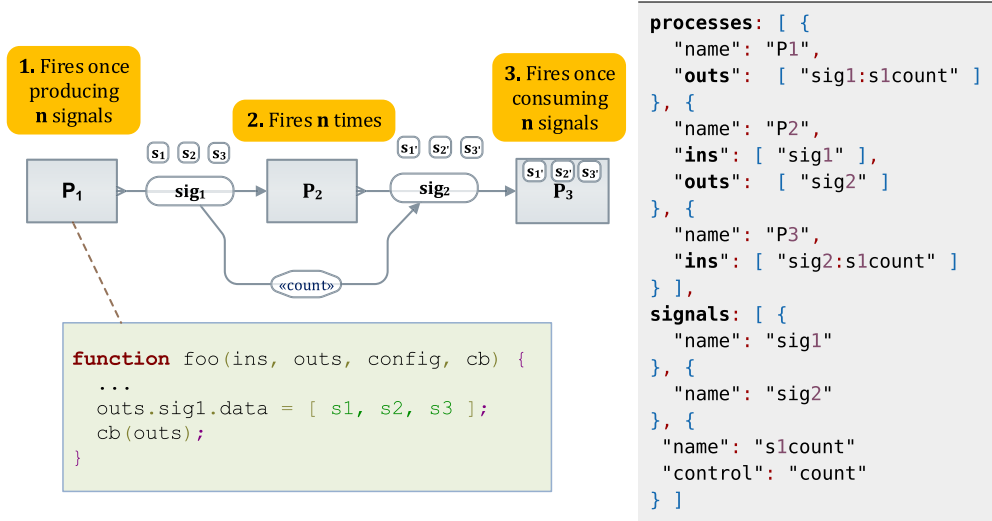 1. Fires once
producing
n signals
2. Fires n times
3. Fires once
consuming
n signals
s1 s2 s3
s1' s2' s3'
P1
sig1
P2
sig2
s1' s2' s3'
P3
«count»
function foo(ins, outs, config, cb) {
...
outs.sig1.data = [ s1, s2, s3 ];
cb(outs);
}
processes: [ {
"name": "P1",
"outs": [ "sig1:s1count" ]
}, {
"name": "P2",
"ins": [ "sig1" ],
"outs": [ "sig2" ]
}, {
"name": "P3",
"ins": [ "sig2:s1count" ]
} ],
signals: [ {
"name": "sig1"
}, {
"name": "sig2"
}, {
"name": "s1count"
"control": "count"
} ]